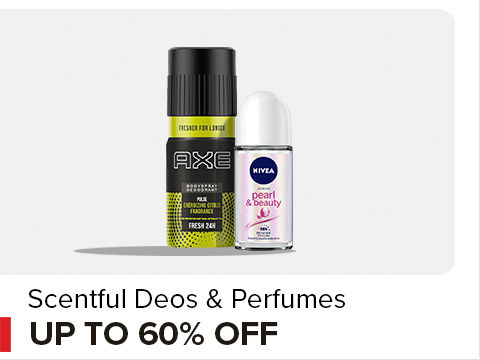 FRESHER FOR LONGER
AXE
BODYSPRAY
DEODORANT
PULSE
ENERGIZING CITRUS
FRAGRANCE
FRESH 24H
NIVEA
pearl
& beauty
48h
Scentful Deos & Perfumes
UP TO 60% OFF